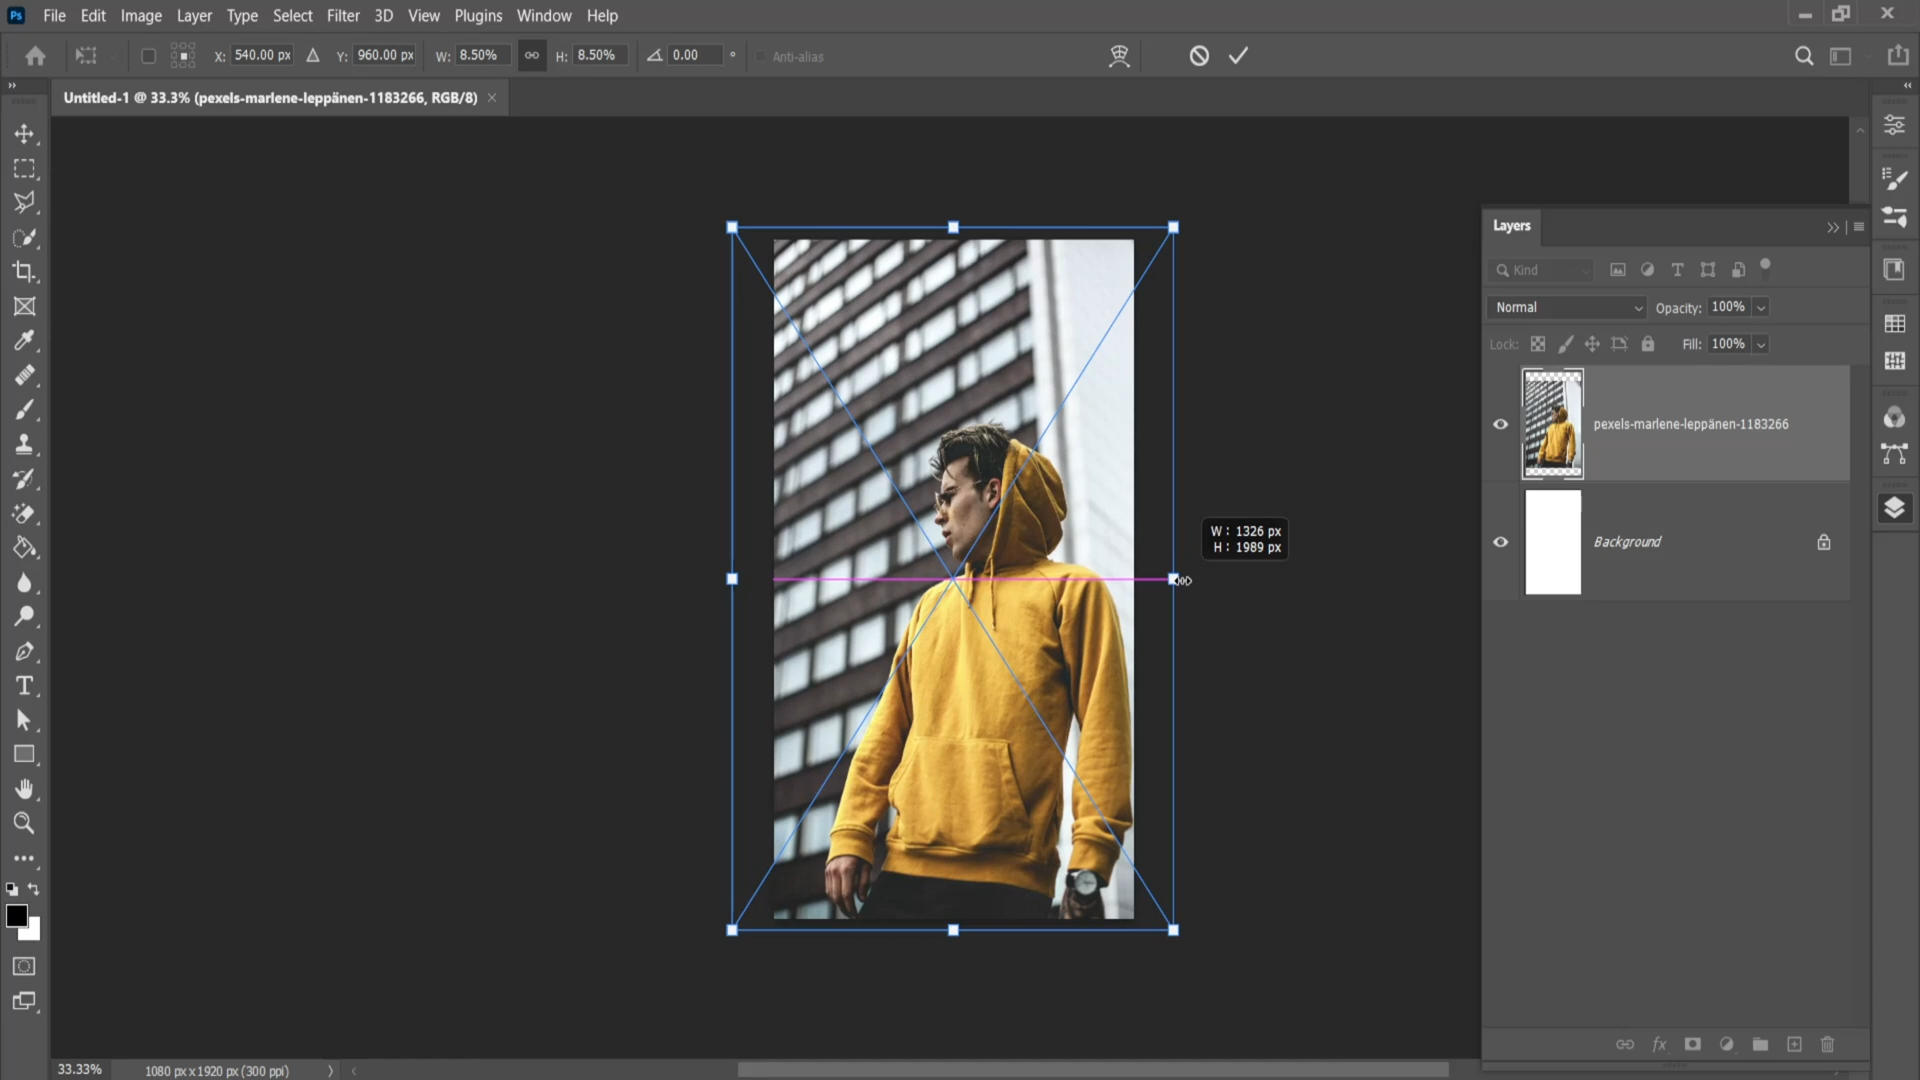 Ps File Edit Image Layer Type Select Filter 3D View Plugins Window Help
X: 540.00 px Y: 960.00 px W: 8.50% H: 8.50% 0.00 ° Anti-alias
Untitled-1 @ 33.3% (pexels-marlene-leppänen-1183266, RGB/8) ×
Layers
Kind
Normal Opacity: 100%
Lock: Fill: 100%
pexels-marlene-leppänen-1183266
W : 1326 px
H : 1989 px
Background
fx
33.33% 1080 px x 1920 px (300 ppi)